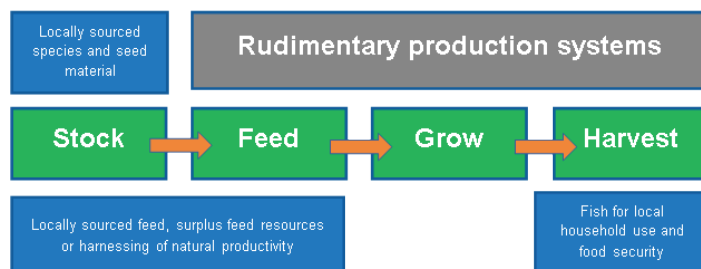 Locally sourced
species and seed
material
Rudimentary production systems
Stock
Feed
Grow
Harvest
Locally sourced feed, surplus feed resources
or harnessing of natural productivity
Fish for local
household use and
food security